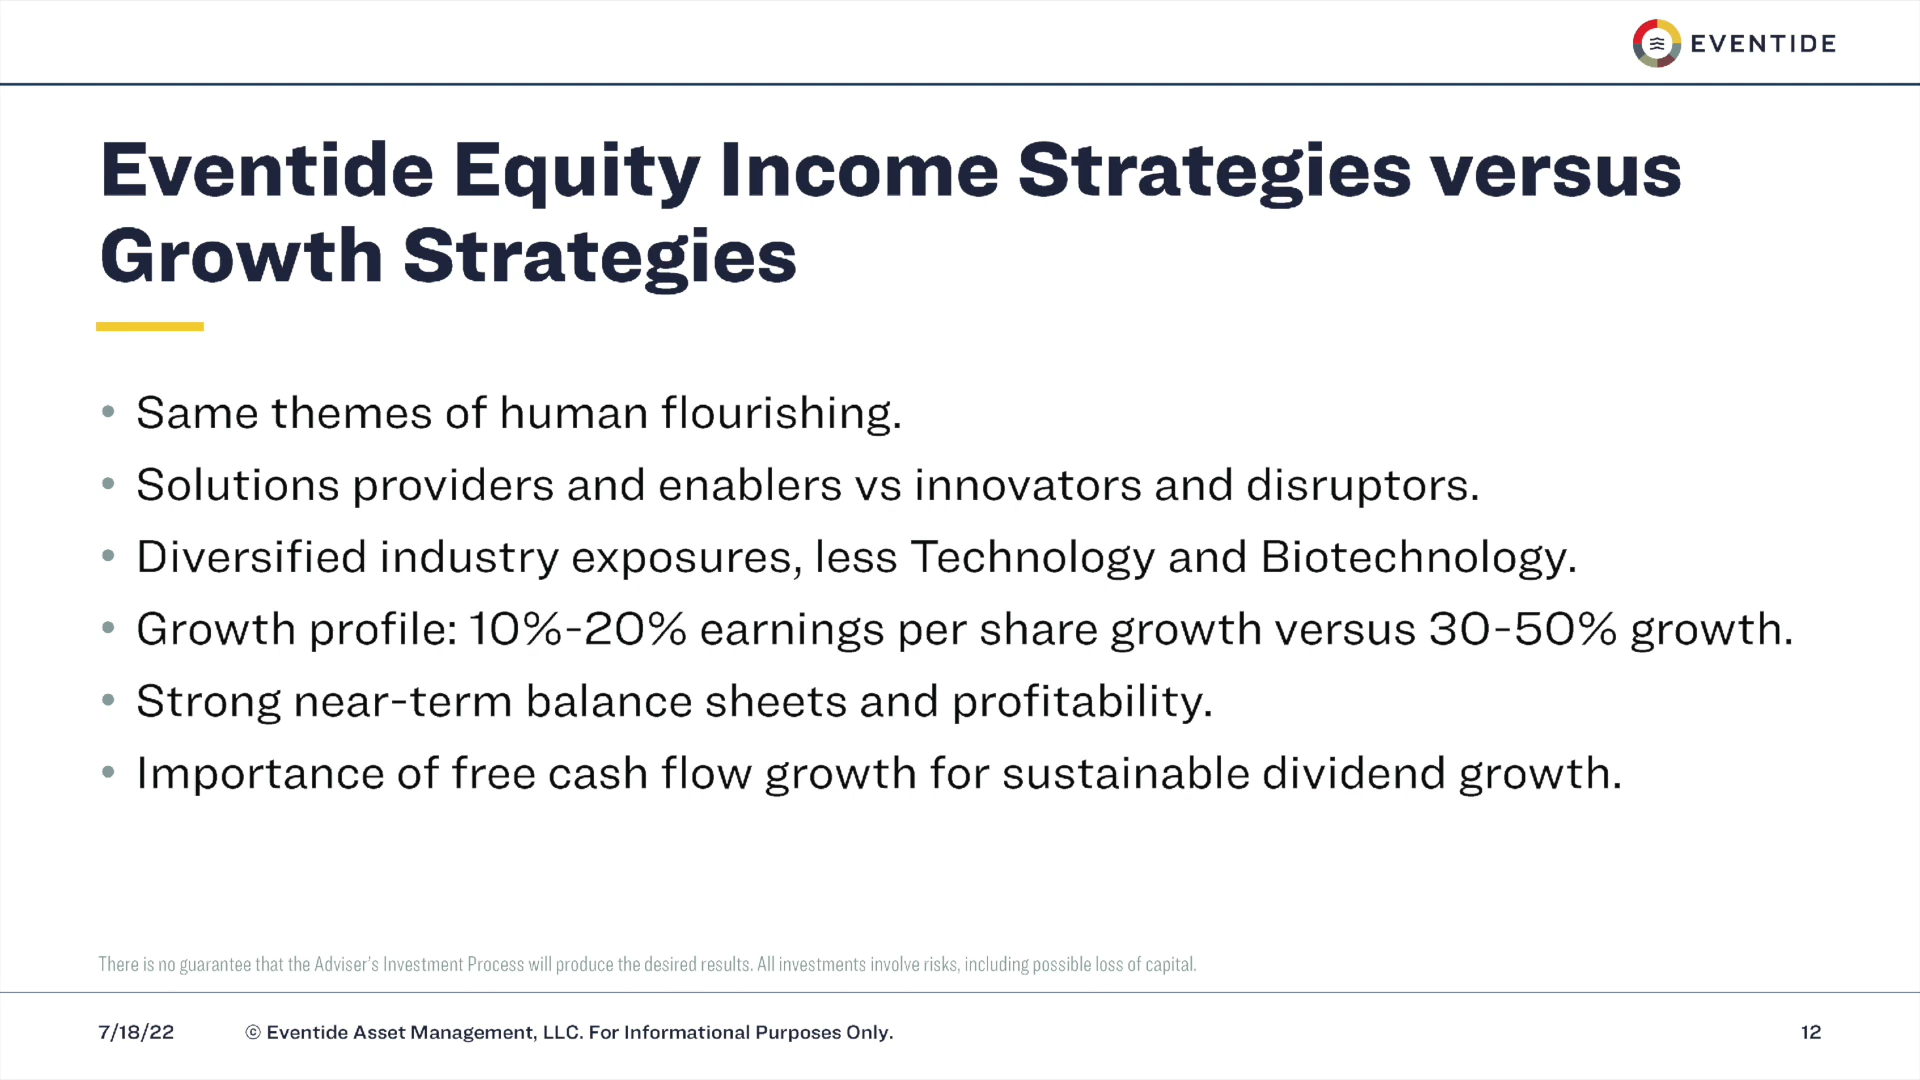 EVENTIDE
Eventide Equity Income Strategies versus
Growth Strategies
• Same themes of human flourishing.
• Solutions providers and enablers vs innovators and disruptors.
• Diversified industry exposures, less Technology and Biotechnology.
• Growth profile: 10%-20% earnings per share growth versus 30-50% growth.
• Strong near-term balance sheets and profitability.
• Importance of free cash flow growth for sustainable dividend growth.
There is no guarantee that the Adviser's Investment Process will produce the desired results. All investments involve risks, including possible loss of capital.
7/18/22 © Eventide Asset Management, LLC. For Informational Purposes Only. 12